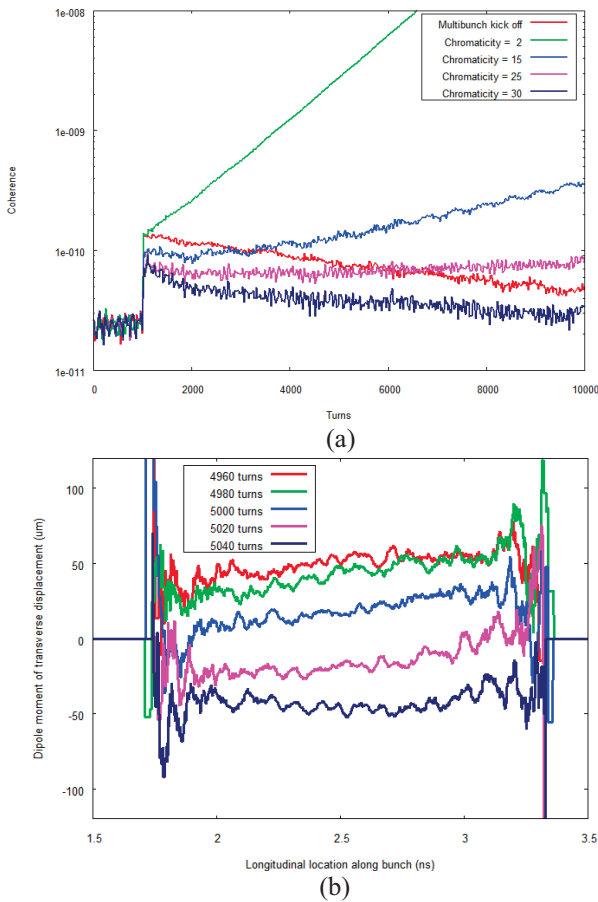 1e-008
1e-009
1e-010
1e-011
Coherence
Multibunch kick off
Chromaticity = 2
Chromaticity = 15
Chromaticity = 25
Chromaticity = 30
0
2000
4000
6000
8000
10000
Turns
(a)
100
50
0
-50
-100
Dipole moment of transverse displacement (um)
4960 turns
4980 turns
5000 turns
5020 turns
5040 turns
1.5
2
2.5
3
3.5
Longitudinal location along bunch (ns)
(b)